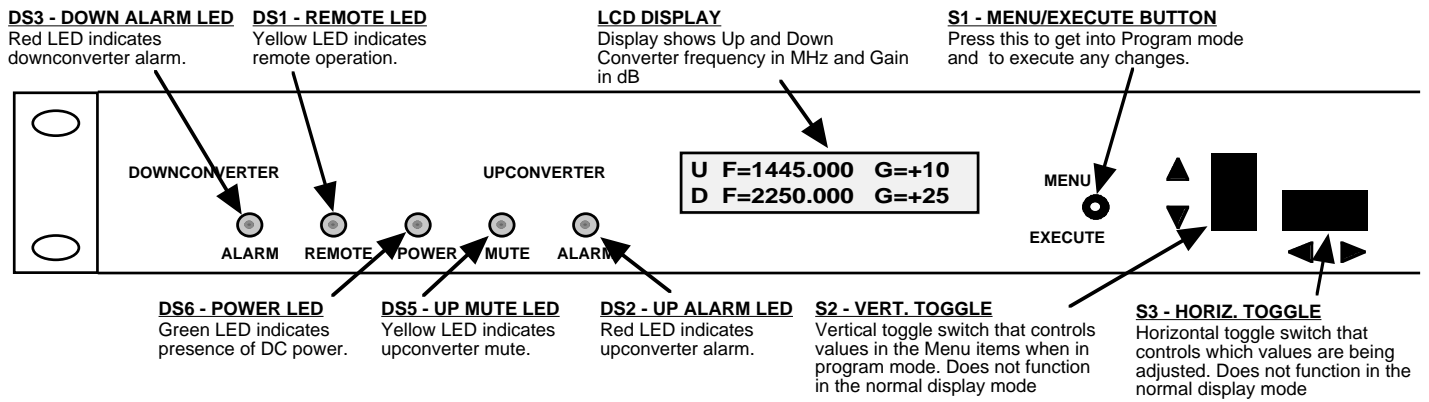 DS3 - DOWN ALARM LED
Red LED indicates
downconverter alarm.
DS1 - REMOTE LED
Yellow LED indicates
remote operation.
LCD DISPLAY
Display shows Up and Down
Converter frequency in MHz and Gain
in dB
S1 - MENU/EXECUTE BUTTON
Press this to get into Program mode
and to execute any changes.
DOWNCONVERTER
UPCONVERTER
U F=1445.000 G=+10
D F=2250.000 G=+25
MENU
EXECUTE
ALARM
REMOTE
POWER
MUTE
ALARM
DS6 - POWER LED
Green LED indicates
presence of DC power.
DS5 - UP MUTE LED
Yellow LED indicates
upconverter mute.
DS2 - UP ALARM LED
Red LED indicates
upconverter alarm.
S2 - VERT. TOGGLE
Vertical toggle switch that controls
values in the Menu items when in
program mode. Does not function
in the normal display mode
S3 - HORIZ. TOGGLE
Horizontal toggle switch that
controls which values are being
adjusted. Does not function in the
normal display mode